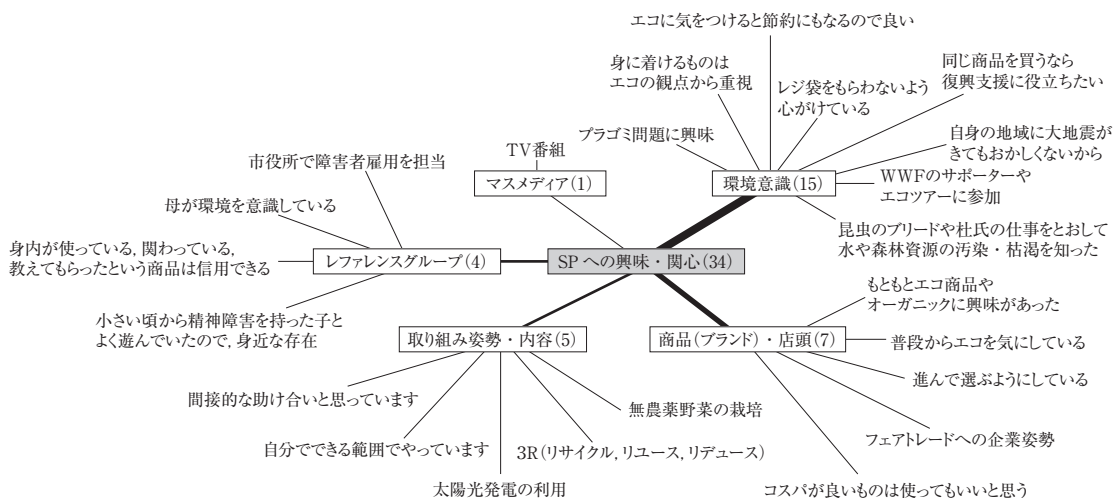 エコに気をつけると節約にもなるので良い
身に着けるものは
エコの観点から重視
レジ袋をもらわないよう
心がけている
同じ商品を買うなら
復興支援に役立ちたい
プラゴミ問題に興味
自身の地域に大地震が
きてもおかしくないから
TV番組
マスメディア(1)
環境意識(15)
WWFのサポーターや
エコツアーに参加
市役所で障害者雇用を担当
母が環境を意識している
昆虫のブリードや杜氏の仕事をとおして
水や森林資源の汚染・枯渇を知った
身内が使っている, 関わっている,
教えてもらったという商品は信用できる
レファレンスグループ(4)
SPへの興味・関心(34)
小さい頃から精神障害を持った子と
よく遊んでいたので, 身近な存在
もともとエコ商品や
オーガニックに興味があった
取り組み姿勢・内容(5)
商品(ブランド)・店頭(7)
普段からエコを気にしている
進んで選ぶようにしている
間接的な助け合いと思っています
無農薬野菜の栽培
自分でできる範囲でやっています
3R(リサイクル, リユース, リデュース)
フェアトレードへの企業姿勢
太陽光発電の利用
コスパが良いものは使ってもいいと思う